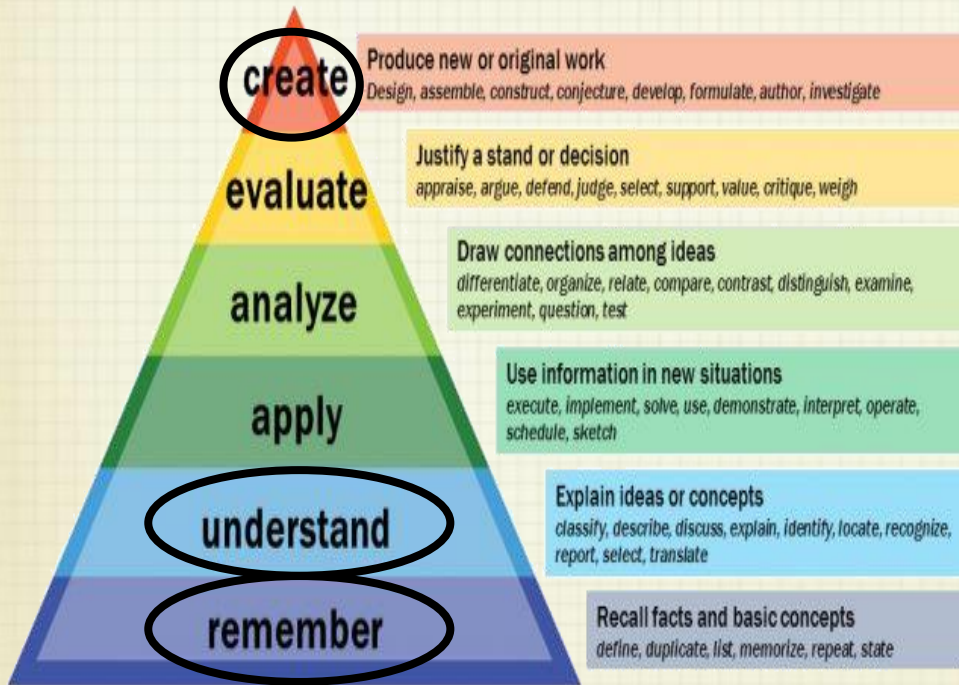 create
Produce new or original work
Design, assemble, construct, conjecture, develop, formulate, author, investigate
evaluate
Justify a stand or decision
appraise, argue, defend, judge, select, support, value, critique, weigh
analyze
Draw connections among ideas
differentiate, organize, relate, compare, contrast, distinguish, examine,
experiment, question, test
apply
Use information in new situations
execute, implement, solve, use, demonstrate, interpret, operate,
schedule, sketch
understand
Explain ideas or concepts
classify, describe, discuss, explain, identify, locate, recognize,
report, select, translate
remember
Recall facts and basic concepts
define, duplicate, list, memorize, repeat, state